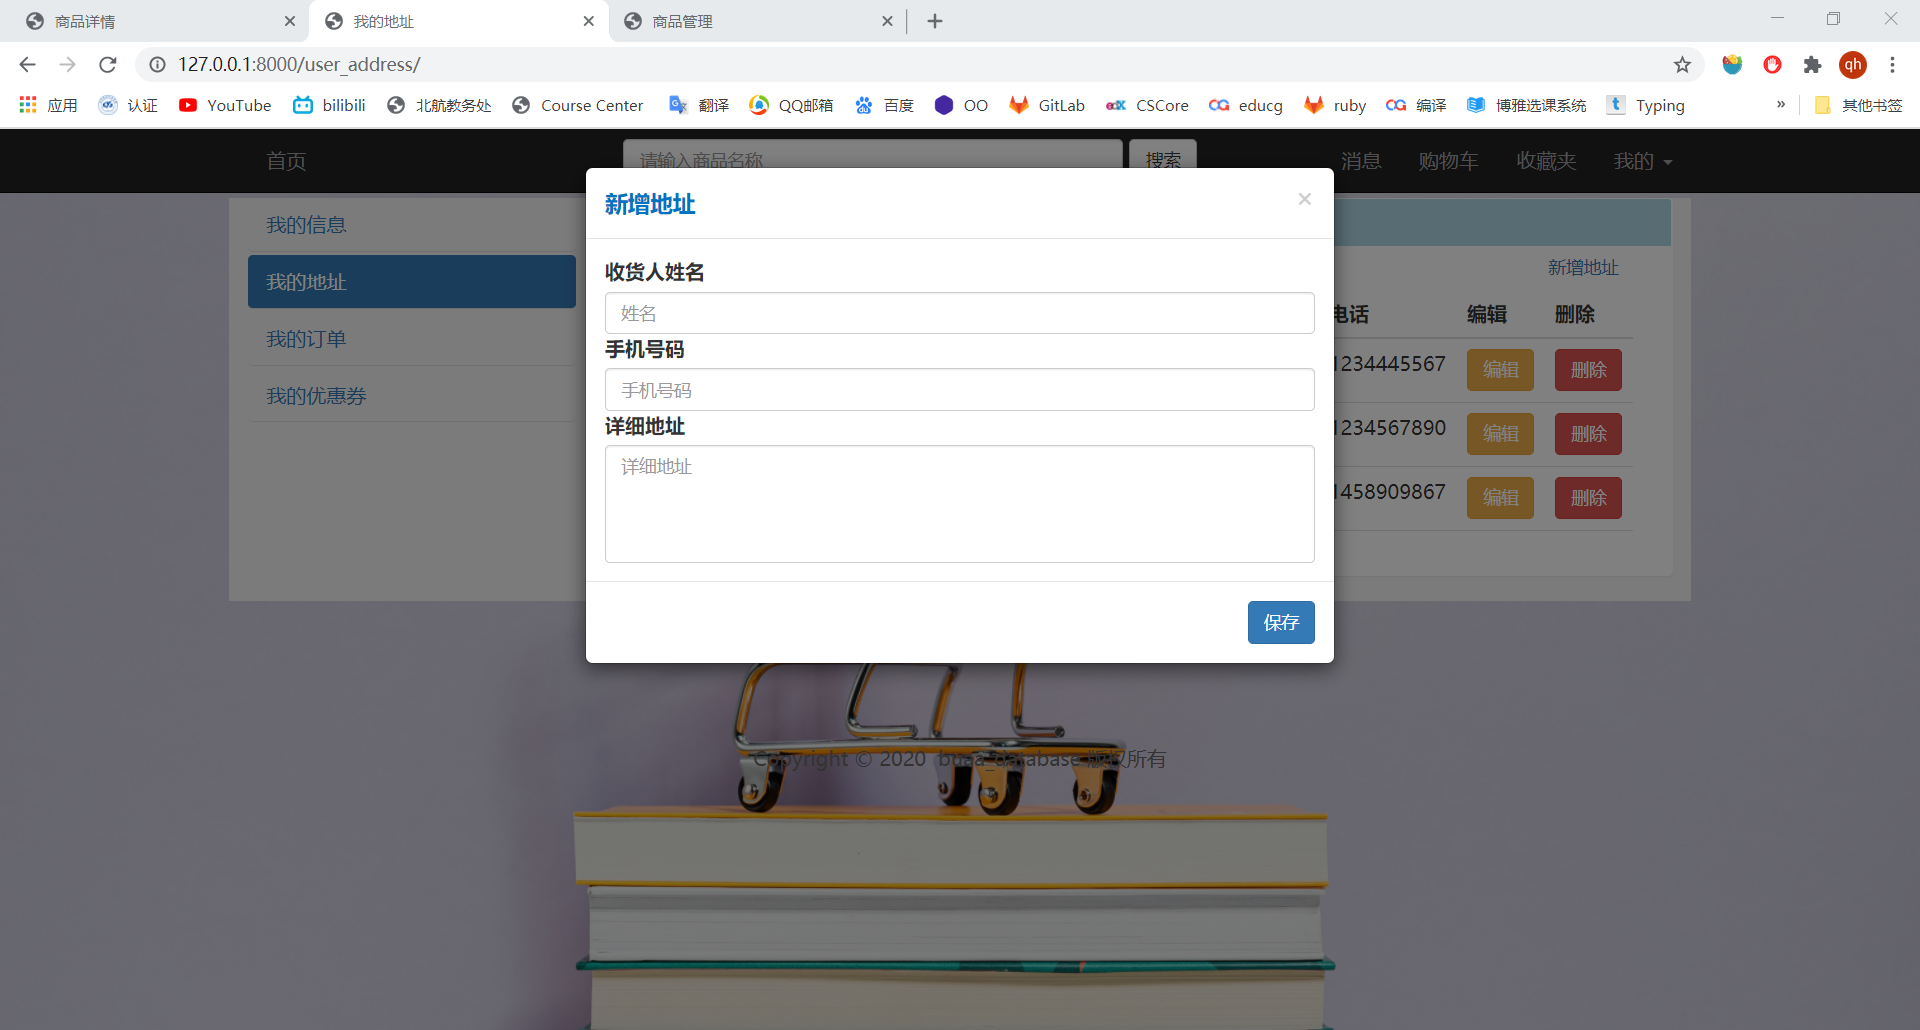 商品详情
我的地址
商品管理
127.0.0.1:8000/user_address/
qh
应用
认证
YouTube
bilibili
北航教务处
Course Center
翻译
QQ邮箱
百度
OO
GitLab
CSCore
educg
ruby
编译
博雅选课系统
Typing
»
其他书签
首页
请输入商品名称
搜索
消息
购物车
收藏夹
我的
我的信息
我的地址
我的订单
我的优惠券
新增地址
×
收货人姓名
姓名
手机号码
手机号码
详细地址
详细地址
保存
新增地址
电话 编辑 删除
1234445567 编辑 删除
1234567890 编辑 删除
1458909867 编辑 删除
Copyright © 2020 buaa_database 版权所有